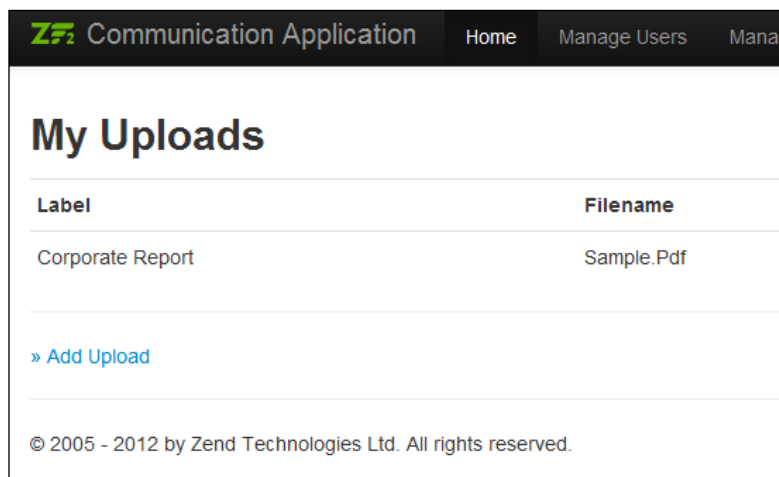 ZF2 Communication Application Home Manage Users Mana
My Uploads
Label Filename
Corporate Report Sample.Pdf
» Add Upload
© 2005 - 2012 by Zend Technologies Ltd. All rights reserved.